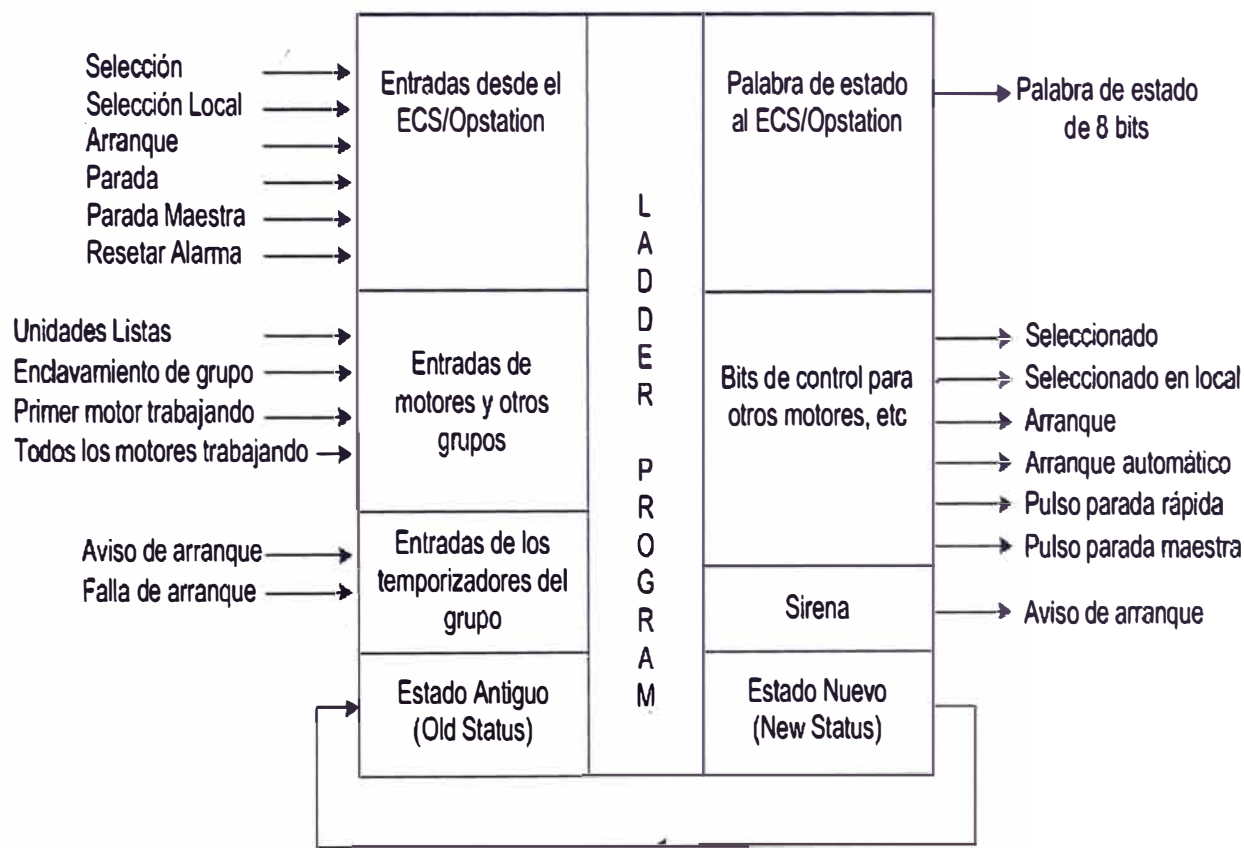 Selección
Selección Local
Arranque
Parada
Parada Maestra
Resetar Alarma
Unidades Listas
Enclavamiento de grupo
Primer motor trabajando
Todos los motores trabajando
Aviso de arranque
Falla de arranque
Entradas desde el
ECS/Opstation
Entradas de
motores y otros
grupos
Entradas de los
temporizadores del
grupo
Estado Antiguo
(Old Status)
LADDER PROGRAM
Palabra de estado
al ECS/Opstation
Bits de control para
otros motores, etc
Sirena
Estado Nuevo
(New Status)
Palabra de estado
de 8 bits
Seleccionado
Seleccionado en local
Arranque
Arranque automático
Pulso parada rápida
Pulso parada maestra
Aviso de arranque